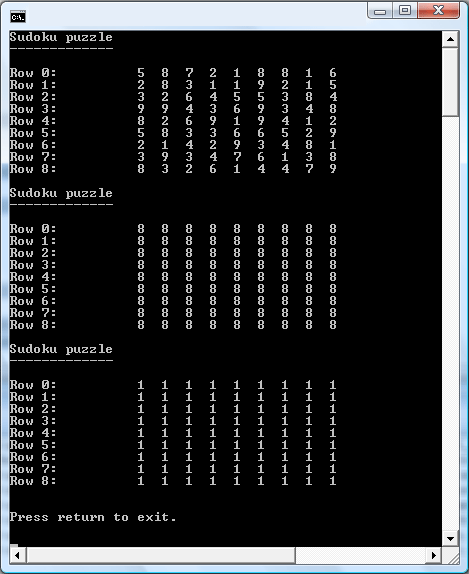 C:\.
Sudoku puzzle
-------------
Row 0: 5 8 7 2 1 8 8 1 6
Row 1: 2 8 3 1 1 9 2 1 5
Row 2: 3 2 6 4 5 5 3 8 4
Row 3: 9 9 4 3 6 9 3 4 8
Row 4: 8 2 6 9 1 9 4 1 2
Row 5: 5 8 3 3 6 6 5 2 9
Row 6: 2 1 4 2 9 3 4 8 1
Row 7: 3 9 3 4 7 6 1 3 8
Row 8: 8 3 2 6 1 4 4 7 9
Sudoku puzzle
-------------
Row 0: 8 8 8 8 8 8 8 8 8
Row 1: 8 8 8 8 8 8 8 8 8
Row 2: 8 8 8 8 8 8 8 8 8
Row 3: 8 8 8 8 8 8 8 8 8
Row 4: 8 8 8 8 8 8 8 8 8
Row 5: 8 8 8 8 8 8 8 8 8
Row 6: 8 8 8 8 8 8 8 8 8
Row 7: 8 8 8 8 8 8 8 8 8
Row 8: 8 8 8 8 8 8 8 8 8
Sudoku puzzle
-------------
Row 0: 1 1 1 1 1 1 1 1 1
Row 1: 1 1 1 1 1 1 1 1 1
Row 2: 1 1 1 1 1 1 1 1 1
Row 3: 1 1 1 1 1 1 1 1 1
Row 4: 1 1 1 1 1 1 1 1 1
Row 5: 1 1 1 1 1 1 1 1 1
Row 6: 1 1 1 1 1 1 1 1 1
Row 7: 1 1 1 1 1 1 1 1 1
Row 8: 1 1 1 1 1 1 1 1 1
Press return to exit.